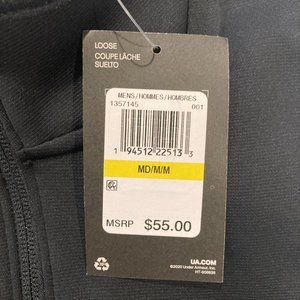 LOOSE
COUPE LÂCHE
SUELTO
MENS/HOMMES/HOMBRES
1357145 001
1 94512 22513 3
MD/M/M
MSRP $55.00
UA.COM
©2020 Under Armour, Inc.